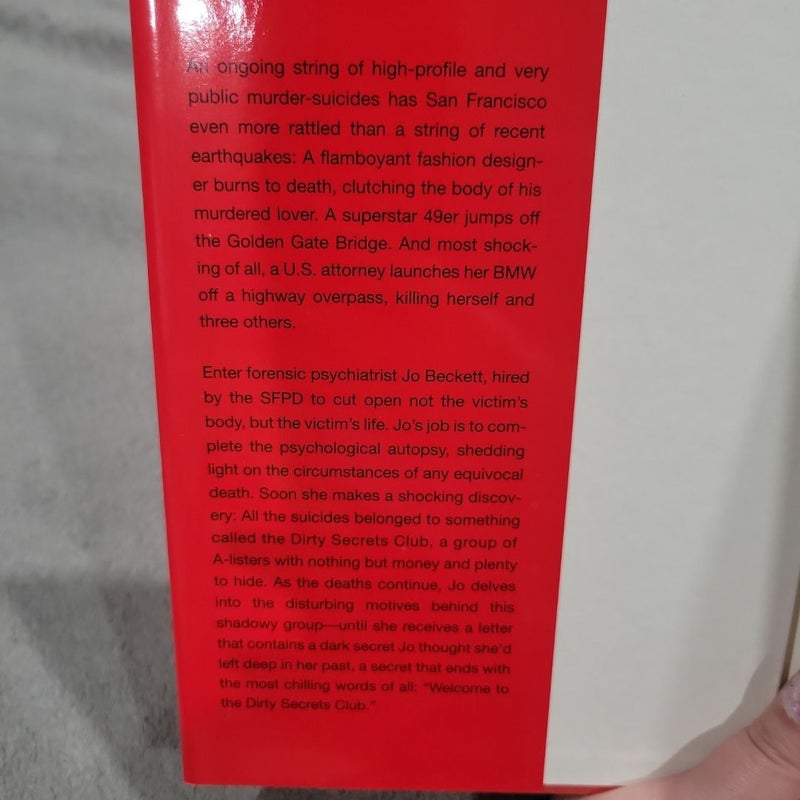 An ongoing string of high-profile and very
public murder-suicides has San Francisco
even more rattled than a string of recent
earthquakes: A flamboyant fashion design-
er burns to death, clutching the body of his
murdered lover. A superstar 49er jumps off
the Golden Gate Bridge. And most shock-
ing of all, a U.S. attorney launches her BMW
off a highway overpass, killing herself and
three others.
Enter forensic psychiatrist Jo Beckett, hired
by the SFPD to cut open not the victim's
body, but the victim's life. Jo's job is to com-
plete the psychological autopsy, shedding
light on the circumstances of any equivocal
death. Soon she makes a shocking discov-
ery: All the suicides belonged to something
called the Dirty Secrets Club, a group of
A-listers with nothing but money and plenty
to hide. As the deaths continue, Jo delves
into the disturbing motives behind this
shadowy group—until she receives a letter
that contains a dark secret Jo thought she'd
left deep in her past, a secret that ends with
the most chilling words of all: "Welcome to
the Dirty Secrets Club."